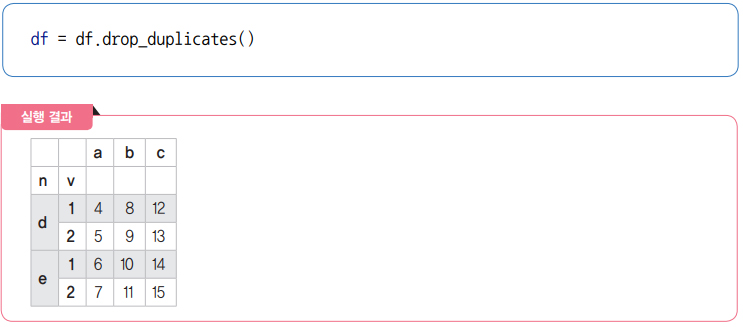 df = df.drop_duplicates()
실행 결과
a b c
n v
d 1 4 8 12
2 5 9 13
e 1 6 10 14
2 7 11 15